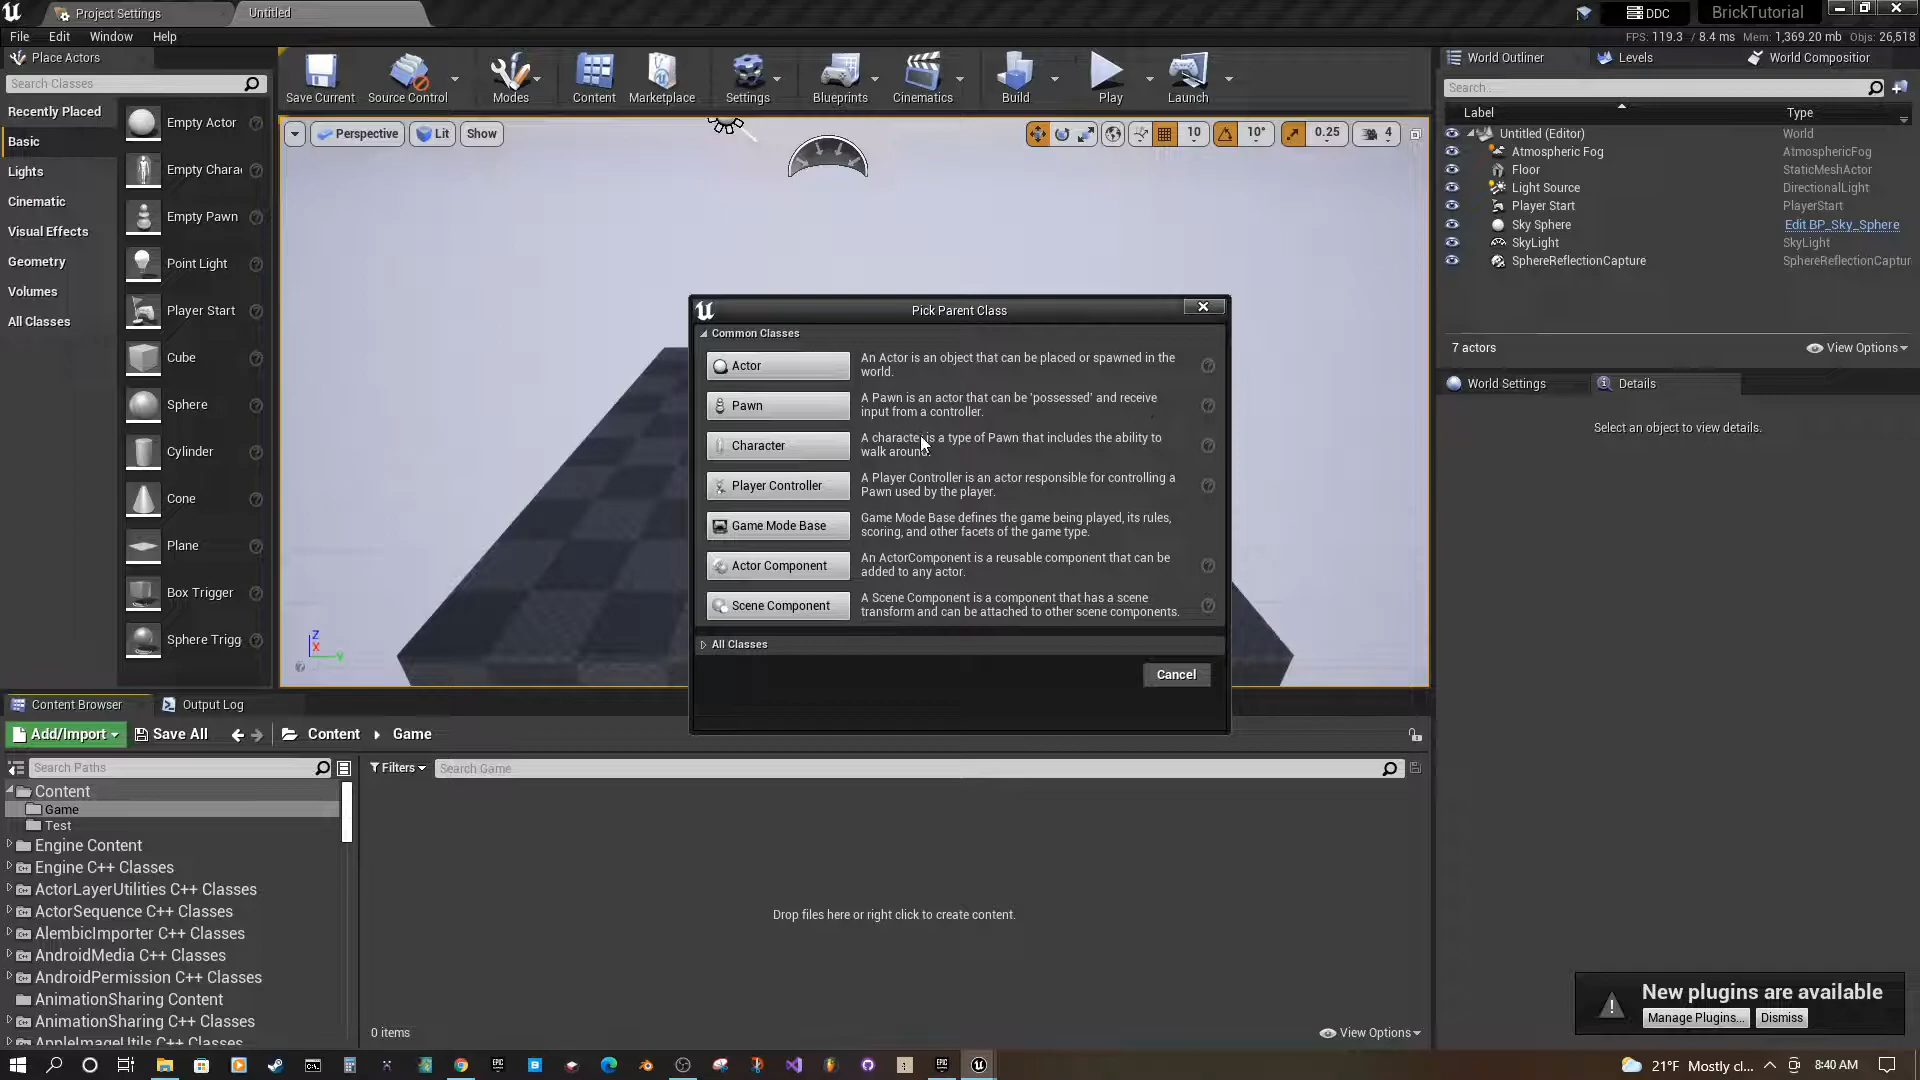 Project Settings
Untitled
DDC
BrickTutorial
File Edit Window Help
FPS: 119.3 / 8.4 ms Mem: 1,369.20 mb Objs: 26,518
Place Actors
Search Classes
Recently Placed
Basic
Lights
Cinematic
Visual Effects
Geometry
Volumes
All Classes
Empty Actor
Empty Chara
Empty Pawn
Point Light
Player Start
Cube
Sphere
Cylinder
Cone
Plane
Box Trigger
Sphere Trigg
Save Current
Source Control
Modes
Content
Marketplace
Settings
Blueprints
Cinematics
Build
Play
Launch
Perspective
Lit
Show
10
10°
0.25
4
Z
X
Y
Pick Parent Class
Common Classes
Actor
An Actor is an object that can be placed or spawned in the
world.
Pawn
A Pawn is an actor that can be 'possessed' and receive
input from a controller.
Character
A character is a type of Pawn that includes the ability to
walk around.
Player Controller
A Player Controller is an actor responsible for controlling a
Pawn used by the player.
Game Mode Base
Game Mode Base defines the game being played, its rules,
scoring, and other facets of the game type.
Actor Component
An ActorComponent is a reusable component that can be
added to any actor.
Scene Component
A Scene Component is a component that has a scene
transform and can be attached to other scene components.
All Classes
Cancel
World Outliner
Levels
World Compositior
Search...
Label Type
Untitled (Editor) World
Atmospheric Fog AtmosphericFog
Floor StaticMeshActor
Light Source DirectionalLight
Player Start PlayerStart
Sky Sphere Edit BP_Sky_Sphere
SkyLight SkyLight
SphereReflectionCapture SphereReflectionCaptur
7 actors
View Options
World Settings
Details
Select an object to view details.
Content Browser
Output Log
Add/Import
Save All
Content
Game
Search Paths
Filters
Search Game
Content
Game
Test
Engine Content
Engine C++ Classes
ActorLayerUtilities C++ Classes
ActorSequence C++ Classes
AlembicImporter C++ Classes
AndroidMedia C++ Classes
AndroidPermission C++ Classes
AnimationSharing Content
AnimationSharing C++ Classes
AppleImageUtils C++ Classes
Drop files here or right click to create content.
0 items
View Options
New plugins are available
Manage Plugins...
Dismiss
21°F Mostly cl...
8:40 AM